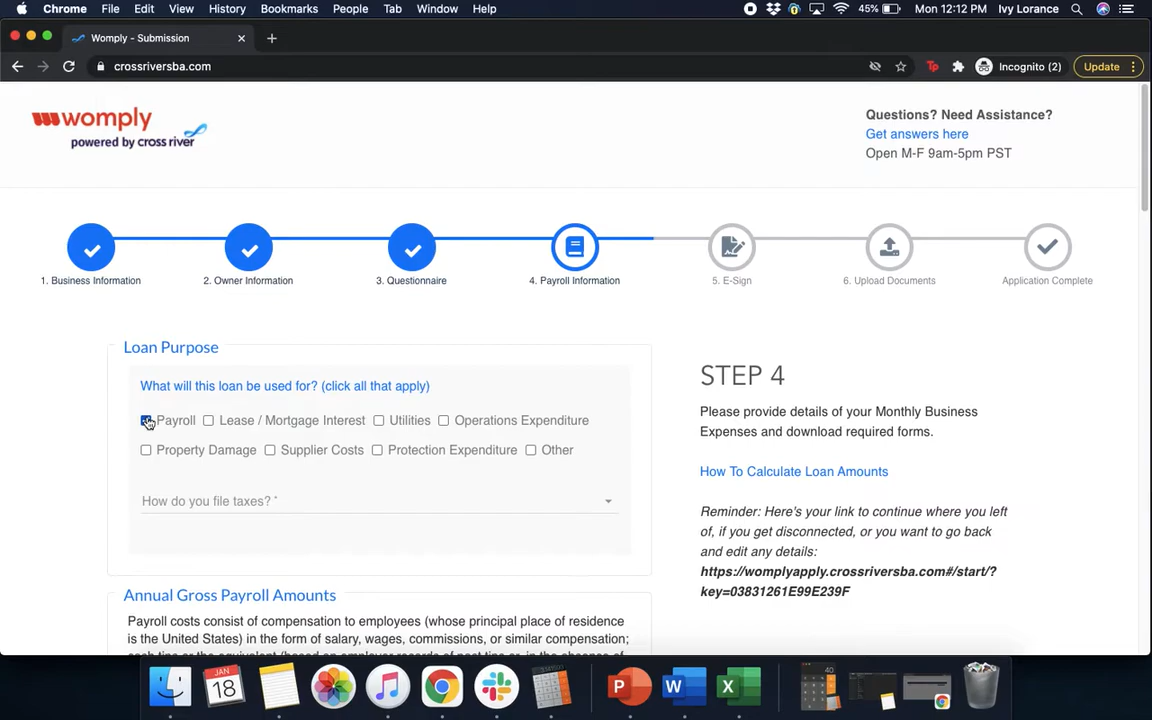 Chrome File Edit View History Bookmarks People Tab Window Help 45% Mon 12:12 PM Ivy Lorance
Womply - Submission
crossriversba.com Incognito (2) Update
womply
powered by cross river
Questions? Need Assistance?
Get answers here
Open M-F 9am-5pm PST
1. Business Information 2. Owner Information 3. Questionnaire 4. Payroll Information 5. E-Sign 6. Upload Documents Application Complete
Loan Purpose
What will this loan be used for? (click all that apply)
Payroll Lease / Mortgage Interest Utilities Operations Expenditure
Property Damage Supplier Costs Protection Expenditure Other
How do you file taxes? *
STEP 4
Please provide details of your Monthly Business
Expenses and download required forms.
How To Calculate Loan Amounts
Reminder: Here's your link to continue where you left
of, if you get disconnected, or you want to go back
and edit any details:
https://womplyapply.crossriversba.com#/start/?
key=03831261E99E239F
Annual Gross Payroll Amounts
Payroll costs consist of compensation to employees (whose principal place of residence
is the United States) in the form of salary, wages, commissions, or similar compensation;
JAN
18
P
W
X
40